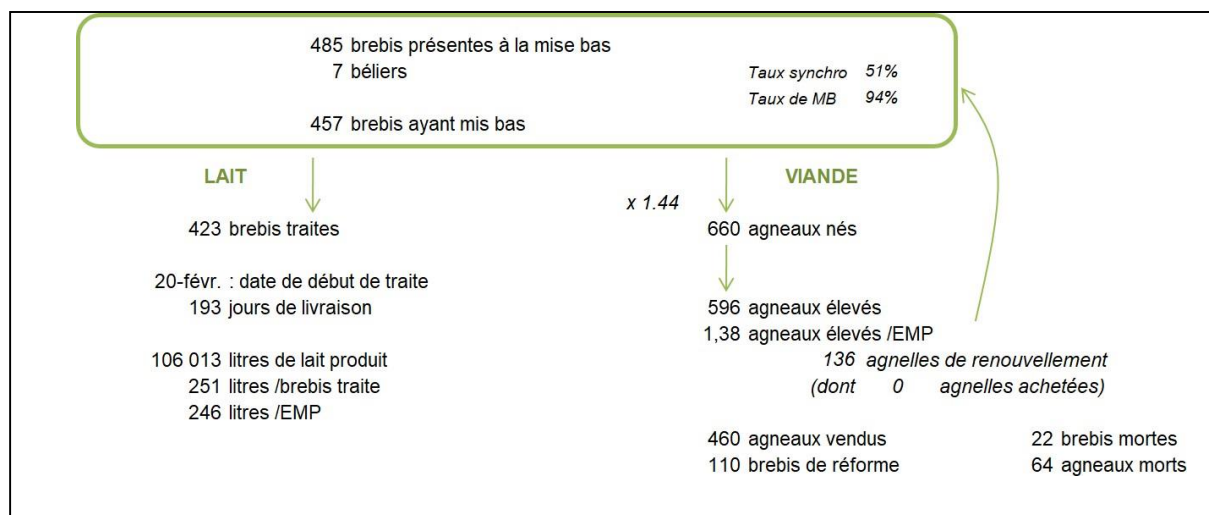 485 brebis présentes à la mise bas
7 béliers
Taux synchro 51%
Taux de MB 94%
457 brebis ayant mis bas
LAIT
VIANDE
x 1.44
423 brebis traites
660 agneaux nés
20-févr. : date de début de traite
193 jours de livraison
596 agneaux élevés
1,38 agneaux élevés /EMP
136 agnelles de renouvellement
(dont 0 agnelles achetées)
106 013 litres de lait produit
251 litres /brebis traite
246 litres /EMP
460 agneaux vendus
22 brebis mortes
110 brebis de réforme
64 agneaux morts